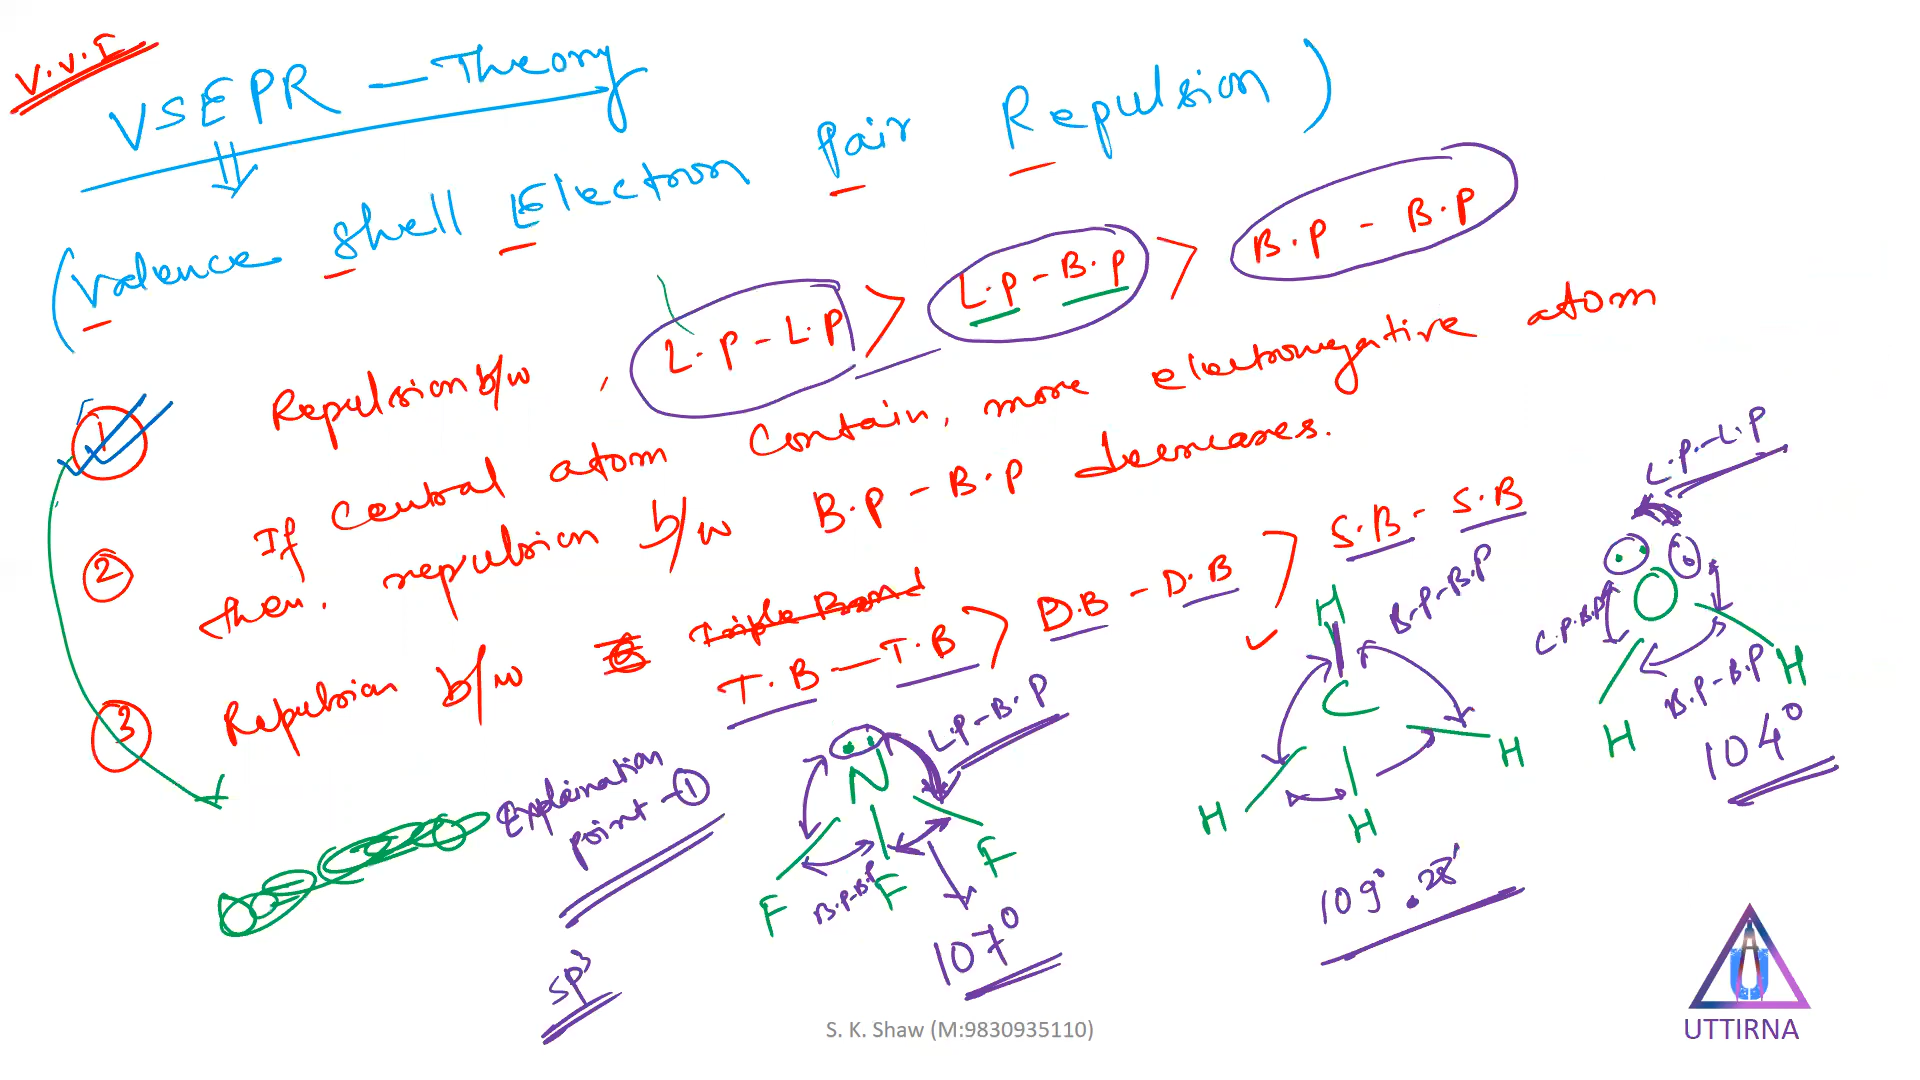 V.V.I
VSEPR - Theory
(Valence Shell Electron Pair Repulsion)
① Repulsion b/w, L.P - L.P > L.P - B.P > B.P - B.P
② If Central atom Contain, more electronegative atom
then, repulsion b/w B.P - B.P decreases.
③ Repulsion b/w T.B - T.B > D.B - D.B > S.B - S.B
Triple Bond
Explaination
point - ①
sp³
N
F
F
F
L.P - B.P
B.P-B.P
107°
H
C
H
H
H
B.P-B.P
109°.28'
L.P.-L.P
O
H
H
B.P-B.P
104°
S. K. Shaw (M:9830935110)
UTTIRNA